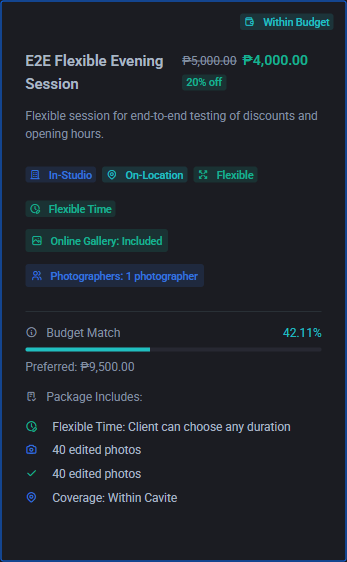 Within Budget
E2E Flexible Evening
Session
₱5,000.00 ₱4,000.00
20% off
Flexible session for end-to-end testing of discounts and
opening hours.
In-Studio On-Location Flexible
Flexible Time
Online Gallery: Included
Photographers: 1 photographer
Budget Match 42.11%
Preferred: ₱9,500.00
Package Includes:
Flexible Time: Client can choose any duration
40 edited photos
40 edited photos
Coverage: Within Cavite